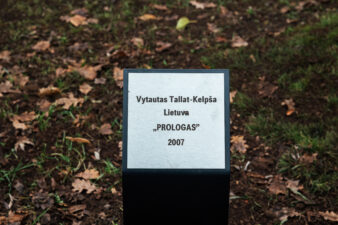 Vytautas Tallat-Kelpša
Lietuva
„PROLOGAS”
2007